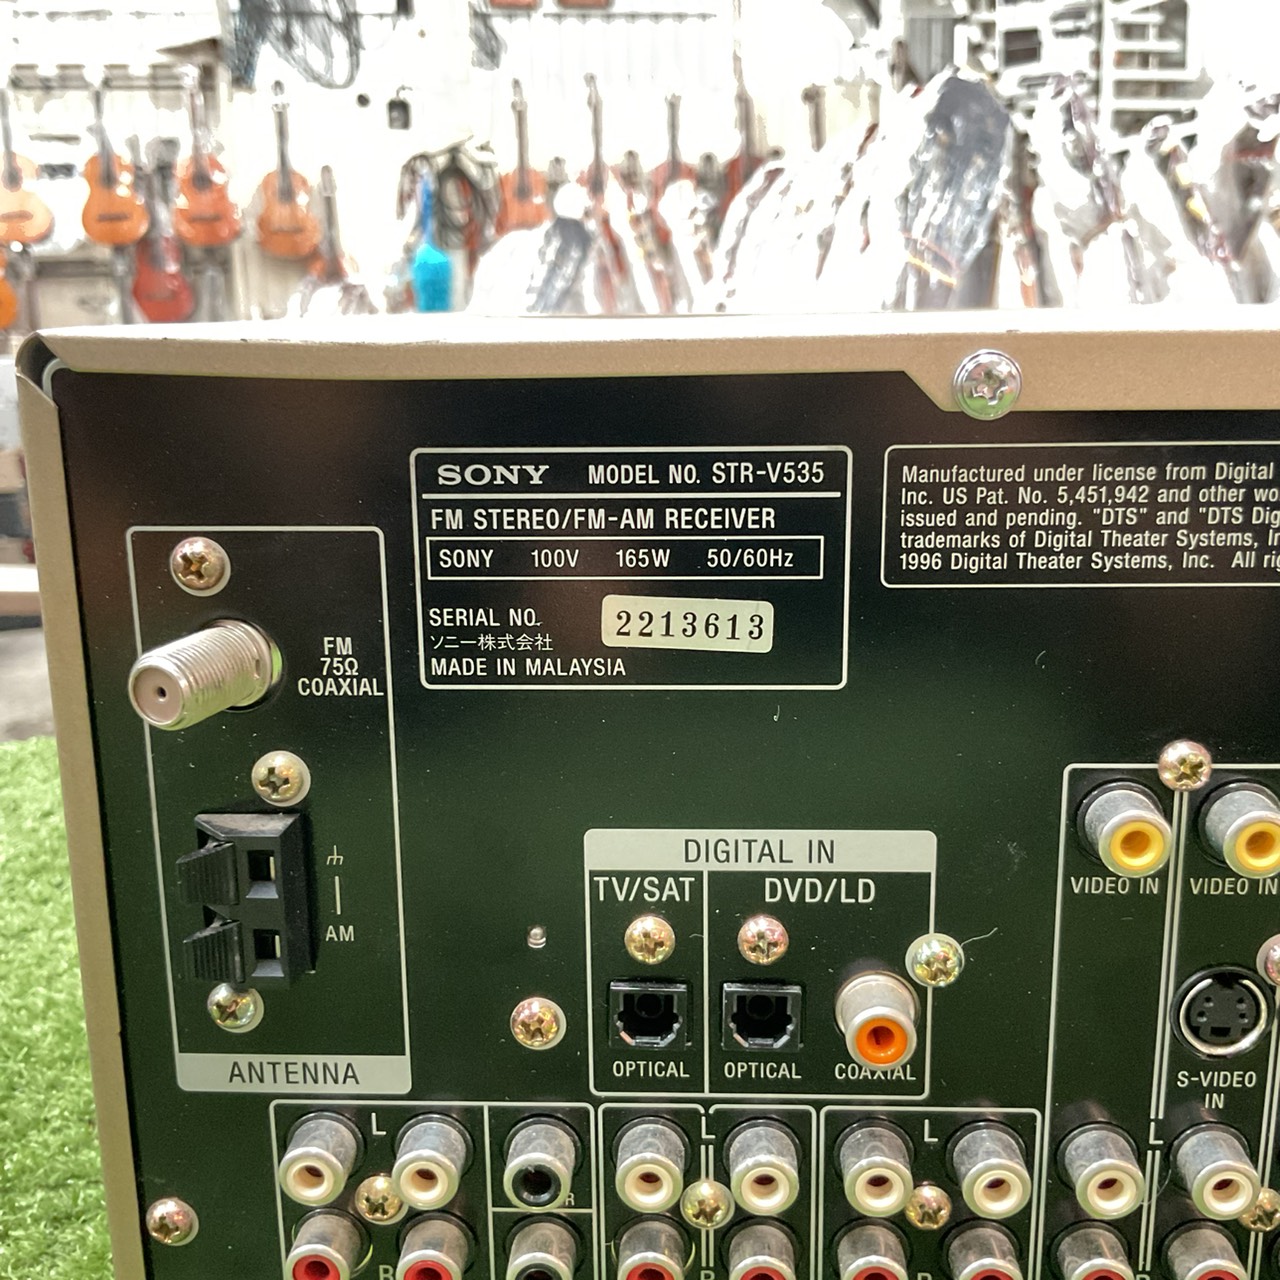 SONY MODEL NO. STR-V535
FM STEREO/FM-AM RECEIVER
SONY 100V 165W 50/60Hz
SERIAL NO. 2213613
ソニー株式会社
MADE IN MALAYSIA
Manufactured under license from Digital
Inc. US Pat. No. 5,451,942 and other
issued and pending. "DTS" and "DTS
trademarks of Digital Theater Systems,
1996 Digital Theater Systems, Inc. All
FM
75Ω
COAXIAL
AM
ANTENNA
DIGITAL IN
TV/SAT DVD/LD
OPTICAL OPTICAL COAXIAL
VIDEO IN VIDEO IN
S-VIDEO
IN
L L L L
R
R R R R